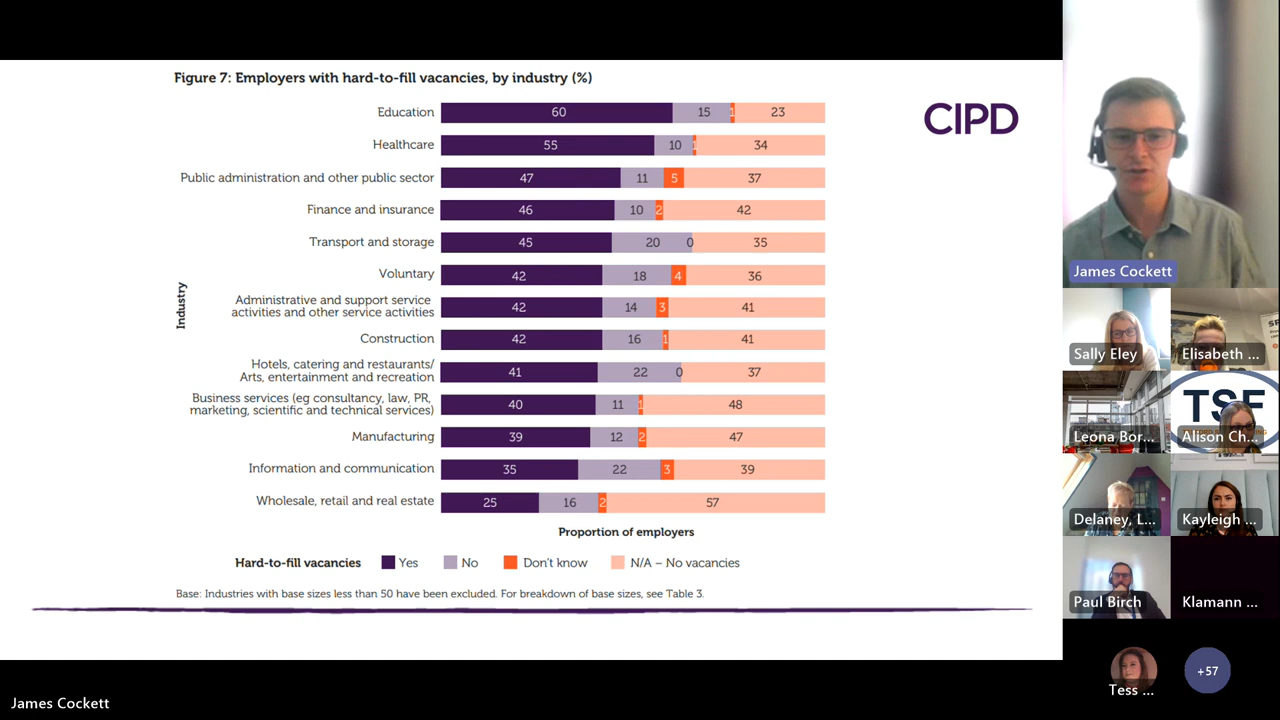 Figure 7: Employers with hard-to-fill vacancies, by industry (%)
CIPD
Industry
Education 60 15 1 23
Healthcare 55 10 1 34
Public administration and other public sector 47 11 5 37
Finance and insurance 46 10 2 42
Transport and storage 45 20 0 35
Voluntary 42 18 4 36
Administrative and support service
activities and other service activities 42 14 3 41
Construction 42 16 1 41
Hotels, catering and restaurants/
Arts, entertainment and recreation 41 22 0 37
Business services (eg consultancy, law, PR,
marketing, scientific and technical services) 40 11 1 48
Manufacturing 39 12 2 47
Information and communication 35 22 3 39
Wholesale, retail and real estate 25 16 2 57
Proportion of employers
Hard-to-fill vacancies Yes No Don't know N/A – No vacancies
Base: Industries with base sizes less than 50 have been excluded. For breakdown of base sizes, see Table 3.
James Cockett
James Cockett
Sally Eley
Elisabeth ...
Leona Bor...
TSF
Alison Ch...
Delaney, L...
Kayleigh ...
Paul Birch
Klamann ...
Tess ...
+57